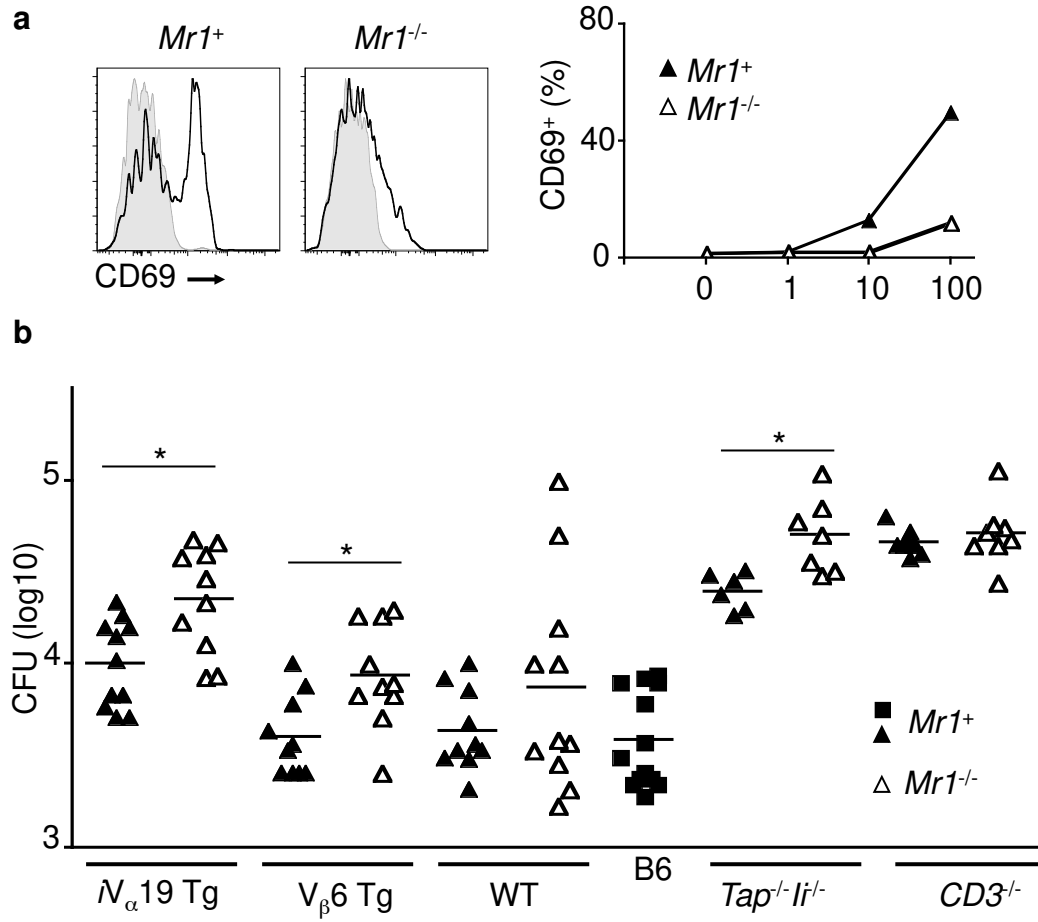 a
Mr1⁺
Mr1⁻/⁻
CD69
CD69⁺ (%)
80
40
0
Mr1⁺
Mr1⁻/⁻
0 1 10 100
b
CFU (log10)
5
4
3
*
*
*
Mr1⁺
Mr1⁻/⁻
iVα19 Tg
Vβ6 Tg
WT
B6
Tap⁻/⁻Ii⁻/⁻
CD3⁻/⁻